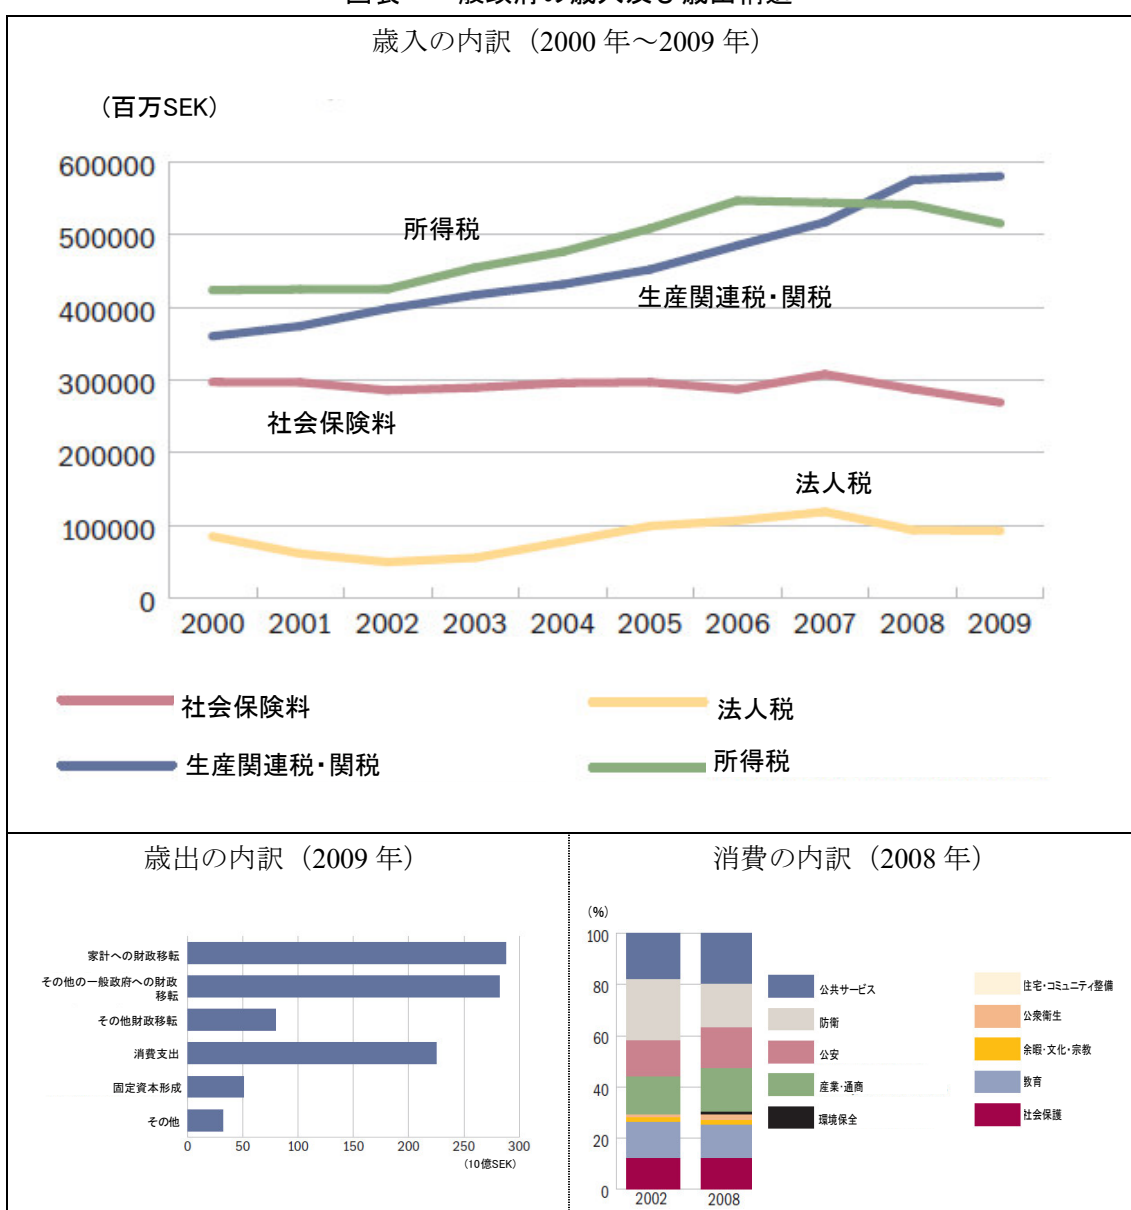 歳入の内訳（2000 年～2009 年）
（百万SEK）
600000
500000
400000
300000
200000
100000
0
所得税
生産関連税・関税
社会保険料
法人税
2000 2001 2002 2003 2004 2005 2006 2007 2008 2009
社会保険料
法人税
生産関連税・関税
所得税
歳出の内訳（2009 年）
家計への財政移転
その他の一般政府への財政
移転
その他財政移転
消費支出
固定資本形成
その他
0 50 100 150 200 250 300
（10億SEK）
消費の内訳（2008 年）
（%）
100
80
60
40
20
0
2002 2008
公共サービス
防衛
公安
産業・通商
環境保全
住宅・コミュニティ整備
公衆衛生
余暇・文化・宗教
教育
社会保護